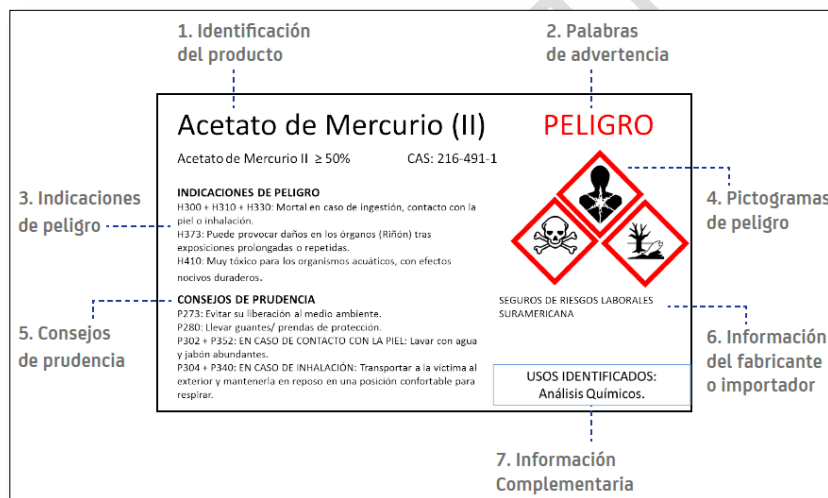 1. Identificación
del producto
2. Palabras
de advertencia
Acetato de Mercurio (II)
PELIGRO
Acetato de Mercurio II ≥ 50%
CAS: 216-491-1
3. Indicaciones
de peligro
INDICACIONES DE PELIGRO
H300 + H310 + H330: Mortal en caso de ingestión, contacto con la
piel o inhalación.
H373: Puede provocar daños en los órganos (Riñón) tras
exposiciones prolongadas o repetidas.
H410: Muy tóxico para los organismos acuáticos, con efectos
nocivos duraderos.
4. Pictogramas
de peligro
5. Consejos
de prudencia
CONSEJOS DE PRUDENCIA
P273: Evitar su liberación al medio ambiente.
P280: Llevar guantes/ prendas de protección.
P302 + P352: EN CASO DE CONTACTO CON LA PIEL: Lavar con agua
y jabón abundantes.
P304 + P340: EN CASO DE INHALACIÓN: Transportar a la víctima al
exterior y mantenerla en reposo en una posición confortable para
respirar.
SEGUROS DE RIESGOS LABORALES
SURAMERICANA
6. Información
del fabricante
o importador
USOS IDENTIFICADOS:
Análisis Químicos.
7. Información
Complementaria